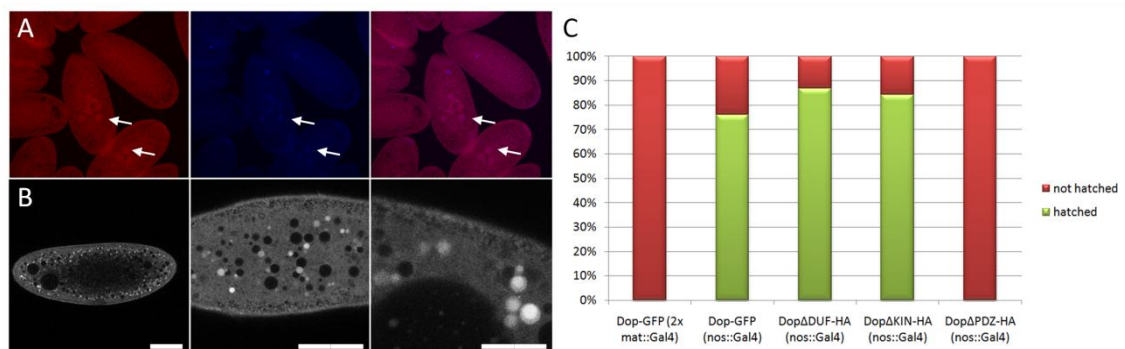 A
B
C
100%
90%
80%
70%
60%
50%
40%
30%
20%
10%
0%
Dop-GFP (2x
mat::Gal4)
Dop-GFP
(nos::Gal4)
DopΔDUF-HA
(nos::Gal4)
DopΔKIN-HA
(nos::Gal4)
DopΔPDZ-HA
(nos::Gal4)
not hatched
hatched